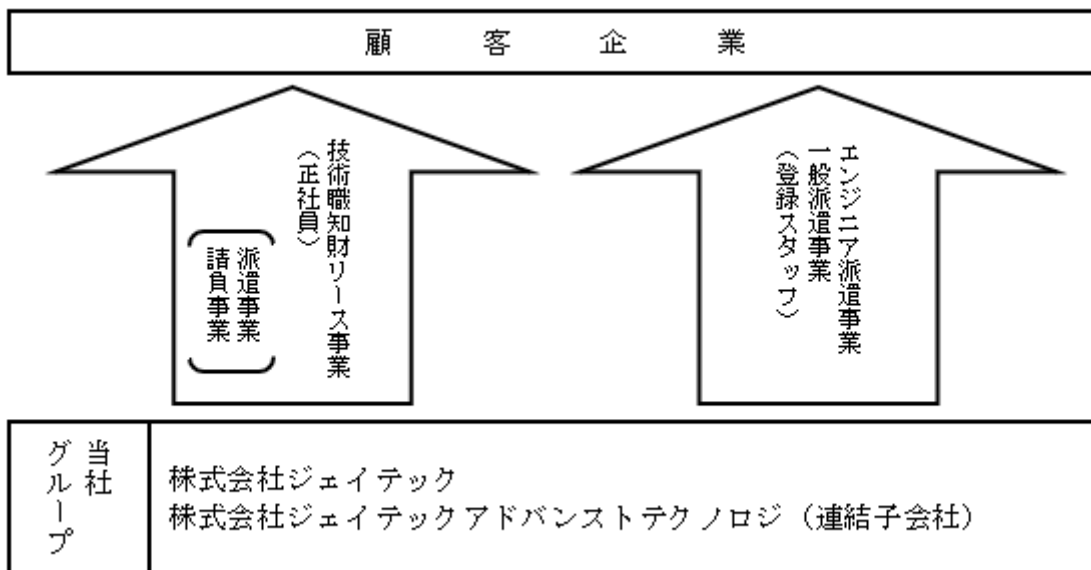 顧客企業
技術職知財リース事業
（正社員）
派遣事業
請負事業
エンジニア派遣事業
一般派遣事業
（登録スタッフ）
当社
グループ
株式会社ジェイテック
株式会社ジェイテックアドバンストテクノロジ（連結子会社）